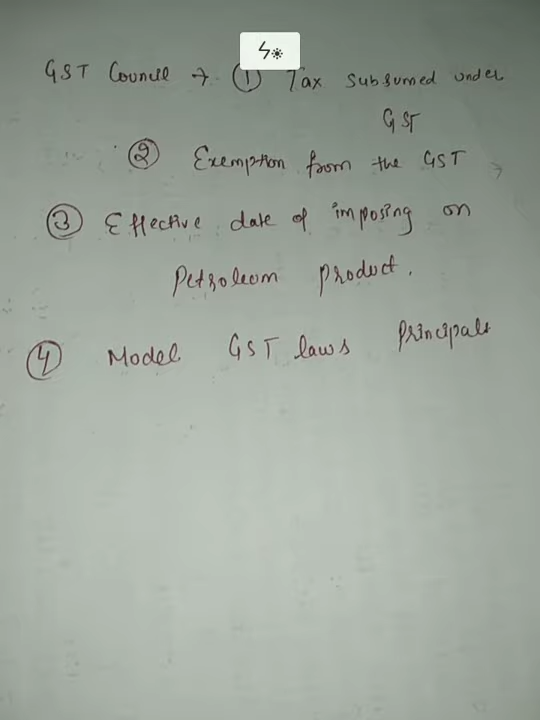 GST Council → ① Tax subsumed under
GST
② Exemption from the GST
③ Effective date of imposing on
Petroleum product.
④ Model GST laws Principals